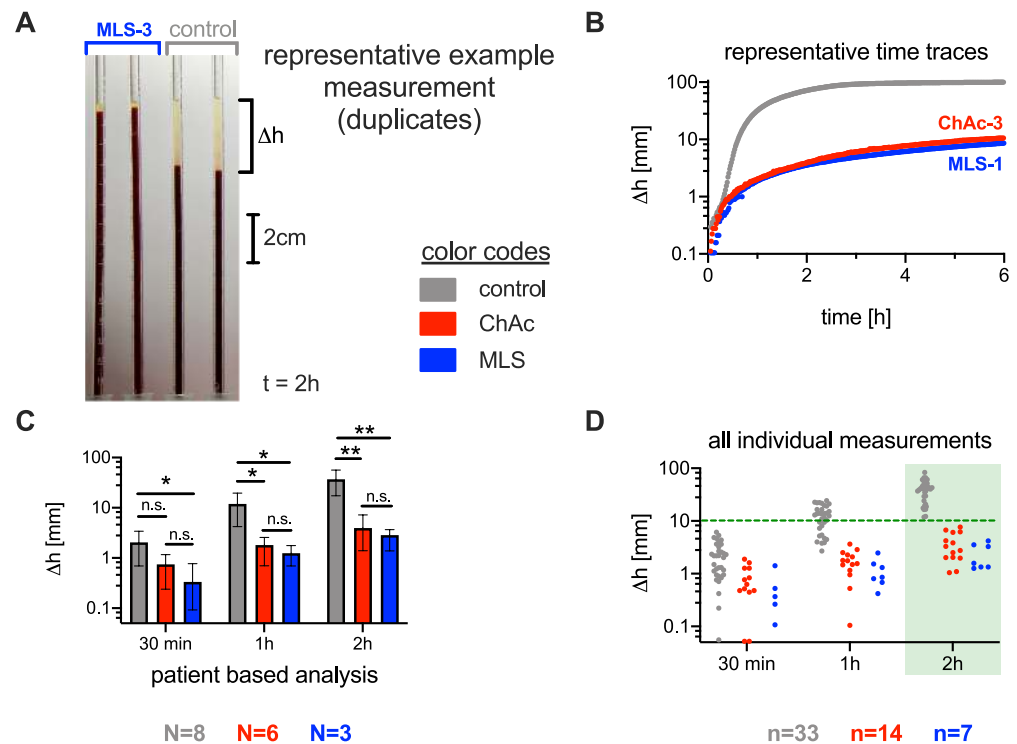 A
MLS-3 control
representative example
measurement
(duplicates)
Δh
2cm
color codes
control
ChAc
MLS
t = 2h
B
representative time traces
100
10
1
0.1
Δh [mm]
ChAc-3
MLS-1
0 2 4 6
time [h]
C
100
10
1
0.1
Δh [mm]
*
n.s.
n.s.
*
*
n.s.
**
**
n.s.
30 min 1h 2h
patient based analysis
N=8 N=6 N=3
D
all individual measurements
100
10
1
0.1
Δh [mm]
30 min 1h 2h
n=33 n=14 n=7